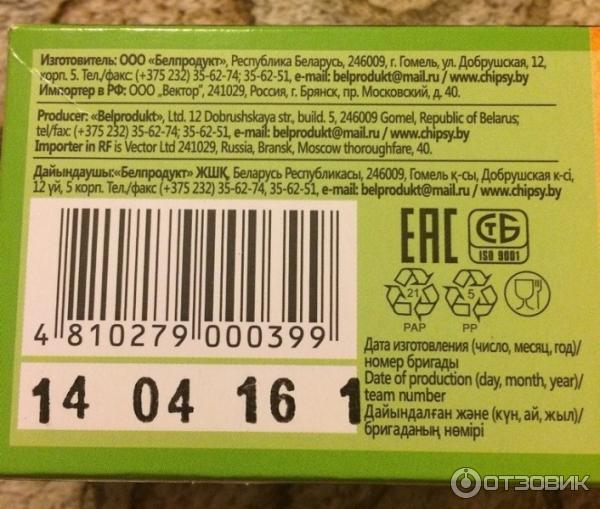 Изготовитель: ООО «Белпродукт», Республика Беларусь, 246009, г. Гомель, ул. Добрушская, 12,
корп. 5. Тел./факс: (+375 232) 35-62-74; 35-62-51, e-mail: belprodukt@mail.ru / www.chipsy.by
Импортер в РФ: ООО „Вектор”, 241029, Россия, г. Брянск, пр. Московский, д. 40.
Producer: «Belprodukt», Ltd. 12 Dobrushskaya str., build. 5, 246009 Gomel, Republic of Belarus;
tel/fax: (+375 232) 35-62-74; 35-62-51, e-mail: belprodukt@mail.ru / www.chipsy.by
Importer in RF is Vector Ltd 241029, Russia, Bransk, Moscow thoroughfare, 40.
Дайындаушы: «Белпродукт» ЖШҚ, Беларусь Республикасы, 246009, Гомель қ-сы, Добрушская к-сі,
12 үй, 5 корп. Тел./факс: (+375 232) 35-62-74, 35-62-51, e-mail: belprodukt@mail.ru / www.chipsy.by
4 810279 000399
EAC
СТБ
ISO 9001
21
PAP
5
PP
14 04 16 1
Дата изготовления (число, месяц, год)/
номер бригады
Date of production (day, month, year)/
team number
Дайындалған және (күн, ай, жыл)/
бригаданың нөмірі
ОТЗОВИК